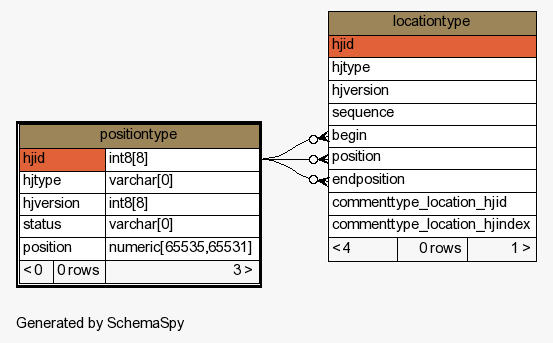 locationtype
hjid
hjtype
hjversion
sequence
begin
position
endposition
commenttype_location_hjid
commenttype_location_hjindex
< 4 0 rows 1 >
positiontype
hjid int8[8]
hjtype varchar[0]
hjversion int8[8]
status varchar[0]
position numeric[65535,65531]
< 0 0 rows 3 >
Generated by SchemaSpy